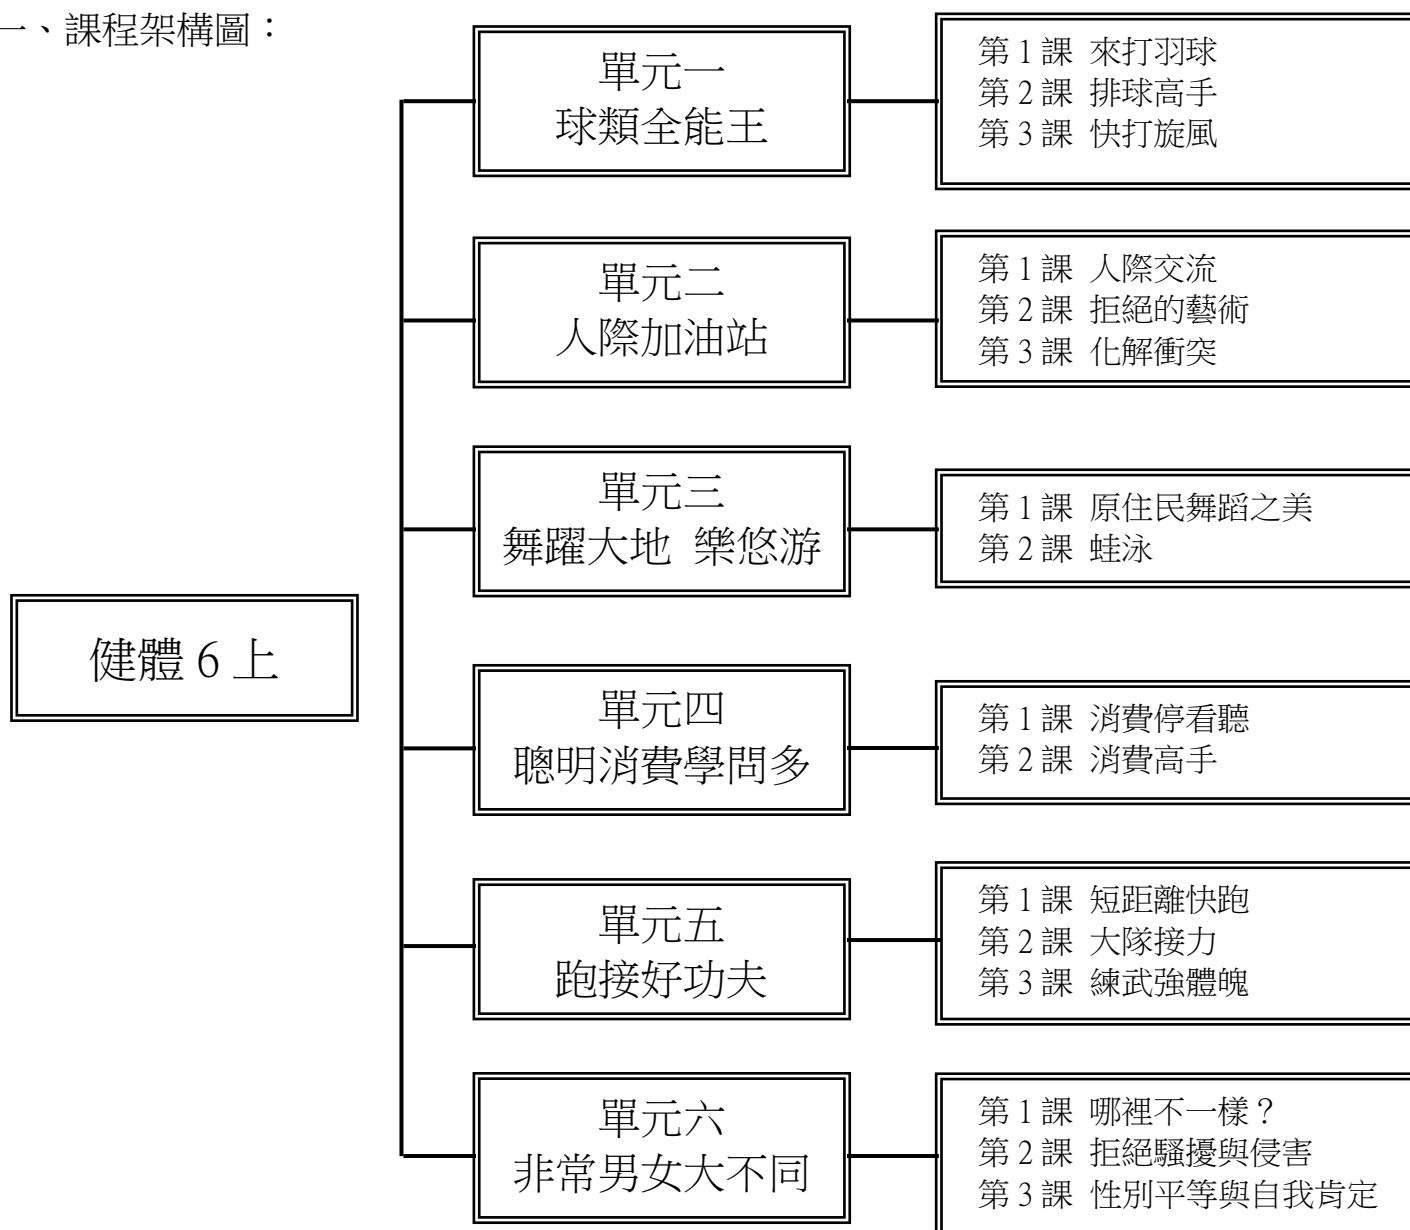 一、課程架構圖：
健體 6 上
單元一
球類全能王
第 1 課 來打羽球
第 2 課 排球高手
第 3 課 快打旋風
單元二
人際加油站
第 1 課 人際交流
第 2 課 拒絕的藝術
第 3 課 化解衝突
單元三
舞躍大地 樂悠游
第 1 課 原住民舞蹈之美
第 2 課 蛙泳
單元四
聰明消費學問多
第 1 課 消費停看聽
第 2 課 消費高手
單元五
跑接好功夫
第 1 課 短距離快跑
第 2 課 大隊接力
第 3 課 練武強體魄
單元六
非常男女大不同
第 1 課 哪裡不一樣？
第 2 課 拒絕騷擾與侵害
第 3 課 性別平等與自我肯定